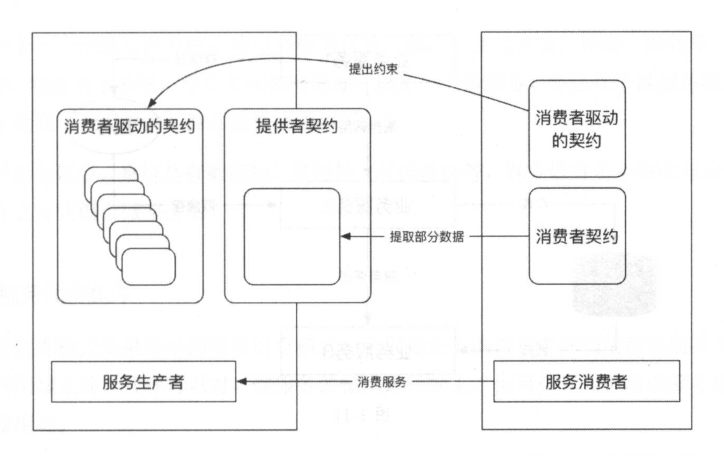 提出约束
消费者驱动的契约
提供者契约
消费者驱动
的契约
提取部分数据
消费者契约
服务生产者
消费服务
服务消费者